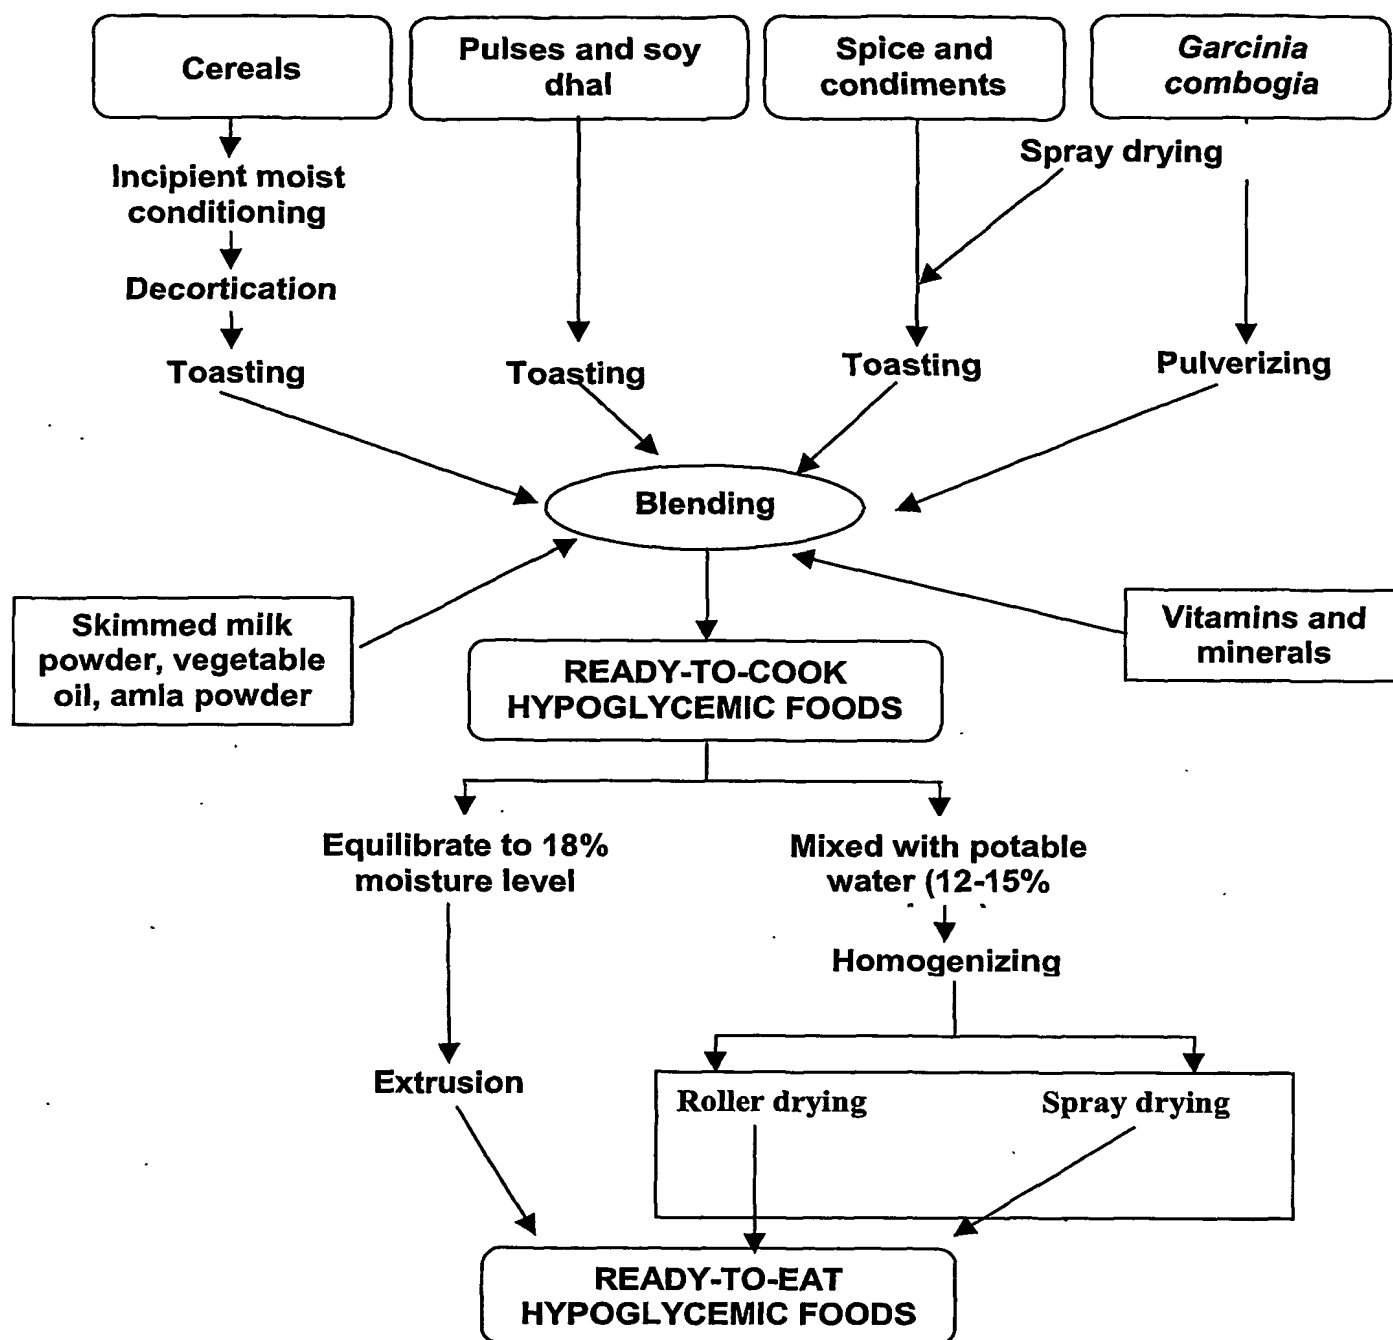 Cereals
Pulses and soy
dhal
Spice and
condiments
Garcinia
combogia
Spray drying
Incipient moist
conditioning
Decortication
Toasting
Toasting
Toasting
Pulverizing
Blending
Skimmed milk
powder, vegetable
oil, amla powder
Vitamins and
minerals
READY-TO-COOK
HYPOGLYCEMIC FOODS
Equilibrate to 18%
moisture level
Mixed with potable
water (12-15%
Homogenizing
Extrusion
Roller drying
Spray drying
READY-TO-EAT
HYPOGLYCEMIC FOODS